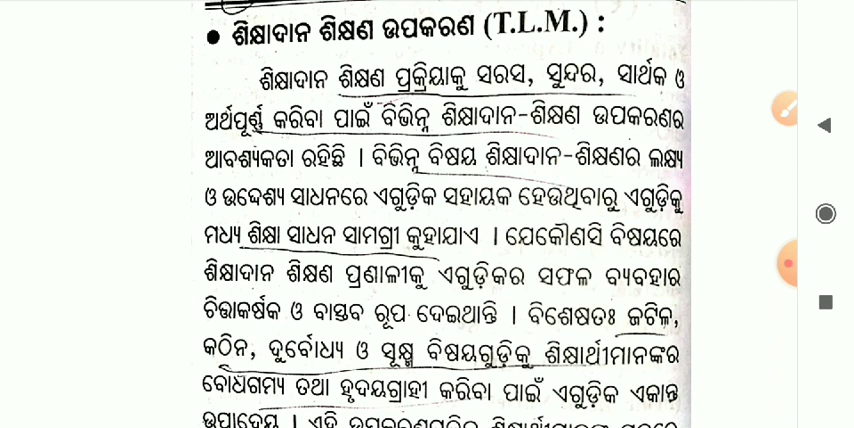 • ଶିକ୍ଷାଦାନ ଶିକ୍ଷଣ ଉପକରଣ (T.L.M.) :
ଶିକ୍ଷାଦାନ ଶିକ୍ଷଣ ପ୍ରକ୍ରିୟାକୁ ସରସ, ସୁନ୍ଦର, ସାର୍ଥକ ଓ
ଅର୍ଥପୂର୍ଣ୍ଣ କରିବା ପାଇଁ ବିଭିନ୍ନ ଶିକ୍ଷାଦାନ-ଶିକ୍ଷଣ ଉପକରଣର
ଆବଶ୍ୟକତା ରହିଛି । ବିଭିନ୍ନ ବିଷୟ ଶିକ୍ଷାଦାନ-ଶିକ୍ଷଣର ଲକ୍ଷ୍ୟ
ଓ ଉଦ୍ଦେଶ୍ୟ ସାଧନରେ ଏଗୁଡ଼ିକ ସହାୟକ ହେଉଥିବାରୁ ଏଗୁଡ଼ିକୁ
ମଧ୍ୟ ଶିକ୍ଷା ସାଧନ ସାମଗ୍ରୀ କୁହାଯାଏ । ଯେକୌଣସି ବିଷୟରେ
ଶିକ୍ଷାଦାନ ଶିକ୍ଷଣ ପ୍ରଣାଳୀକୁ ଏଗୁଡ଼ିକର ସଫଳ ବ୍ୟବହାର
ଚିତ୍ତାକର୍ଷକ ଓ ବାସ୍ତବ ରୂପ ଦେଇଥାନ୍ତି । ବିଶେଷତଃ ଜଟିଳ,
କଠିନ, ଦୁର୍ବୋଧ୍ୟ ଓ ସୂକ୍ଷ୍ମ ବିଷୟଗୁଡ଼ିକୁ ଶିକ୍ଷାର୍ଥୀମାନଙ୍କର
ବୋଧଗମ୍ୟ ତଥା ହୃଦୟଗ୍ରାହୀ କରିବା ପାଇଁ ଏଗୁଡ଼ିକ ଏକାନ୍ତ
ଉପାଦେୟ । ଏହି